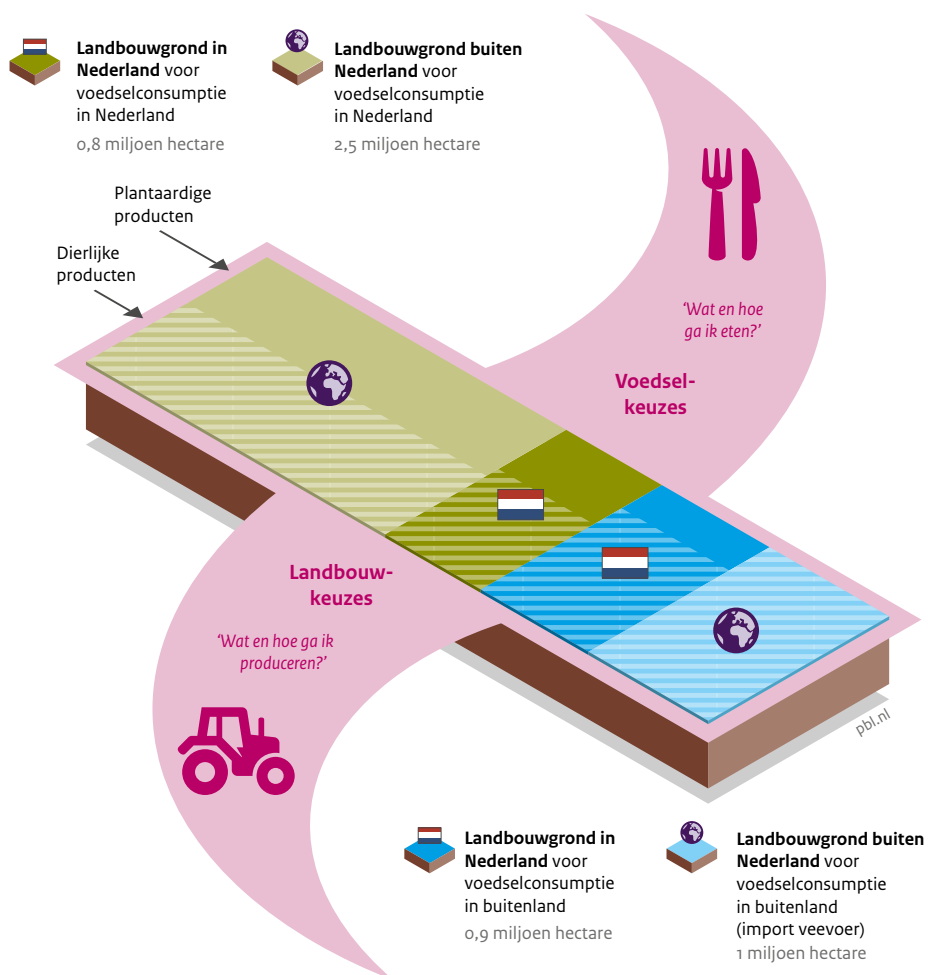 Landbouwgrond in
Nederland voor
voedselconsumptie
in Nederland
0,8 miljoen hectare
Landbouwgrond buiten
Nederland voor
voedselconsumptie
in Nederland
2,5 miljoen hectare
Plantaardige
producten
Dierlijke
producten
‘Wat en hoe
ga ik eten?’
Voedsel-
keuzes
Landbouw-
keuzes
‘Wat en hoe ga ik
produceren?’
pbl.nl
Landbouwgrond in
Nederland voor
voedselconsumptie
in buitenland
0,9 miljoen hectare
Landbouwgrond buiten
Nederland voor
voedselconsumptie
in buitenland
(import veevoer)
1 miljoen hectare